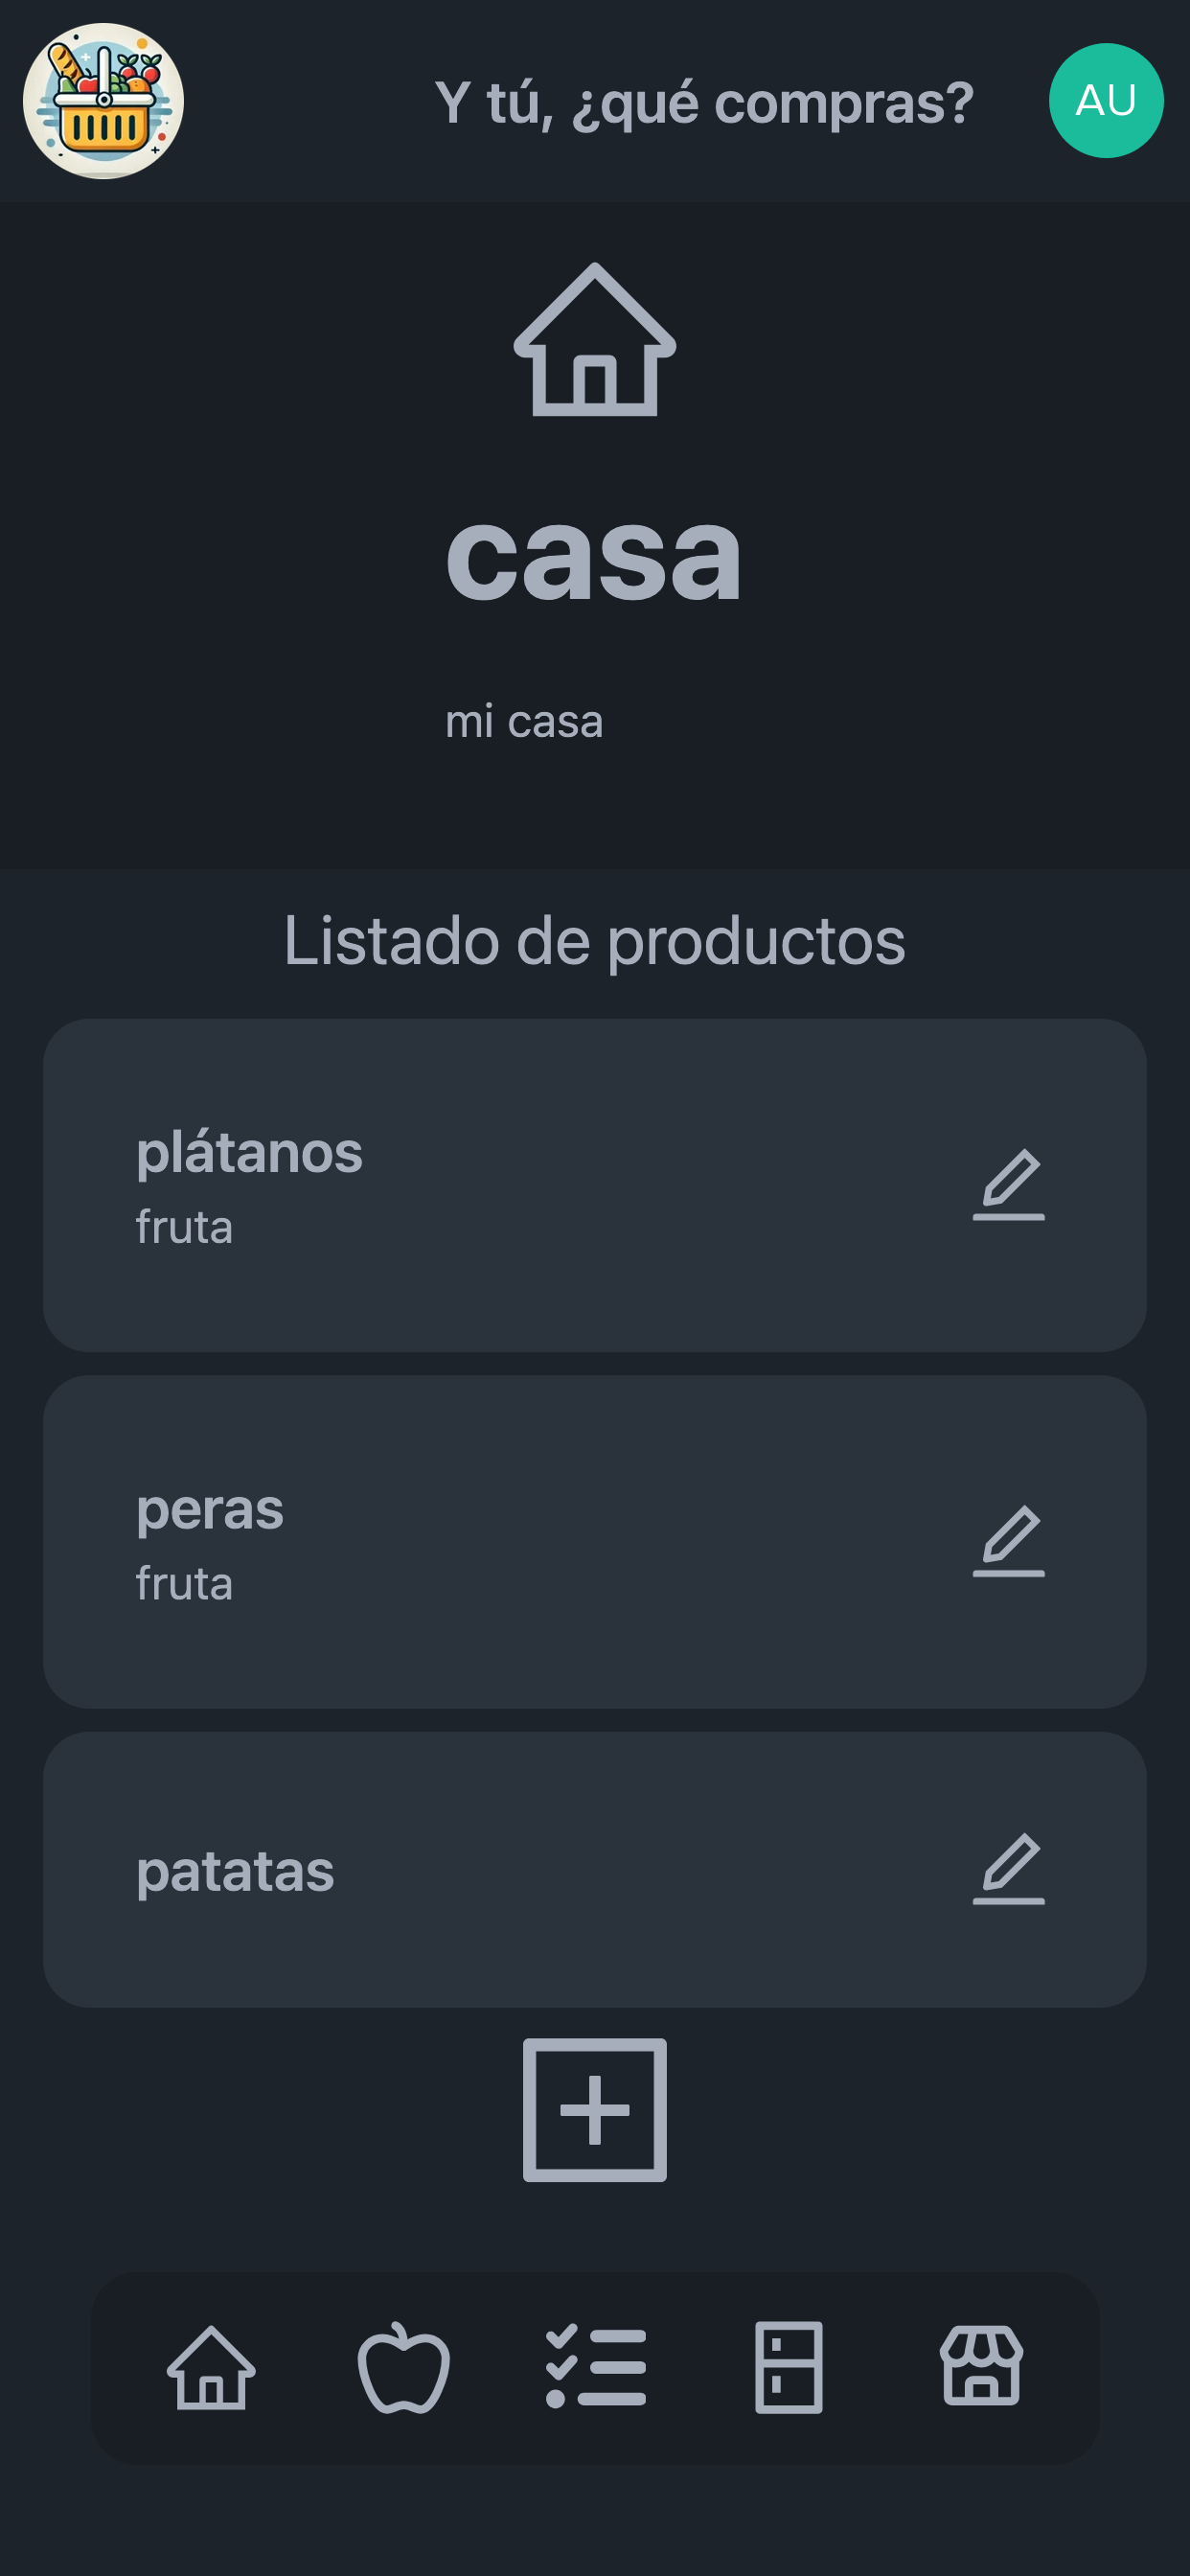 Y tú, ¿qué compras?
AU
casa
mi casa
Listado de productos
plátanos
fruta
peras
fruta
patatas